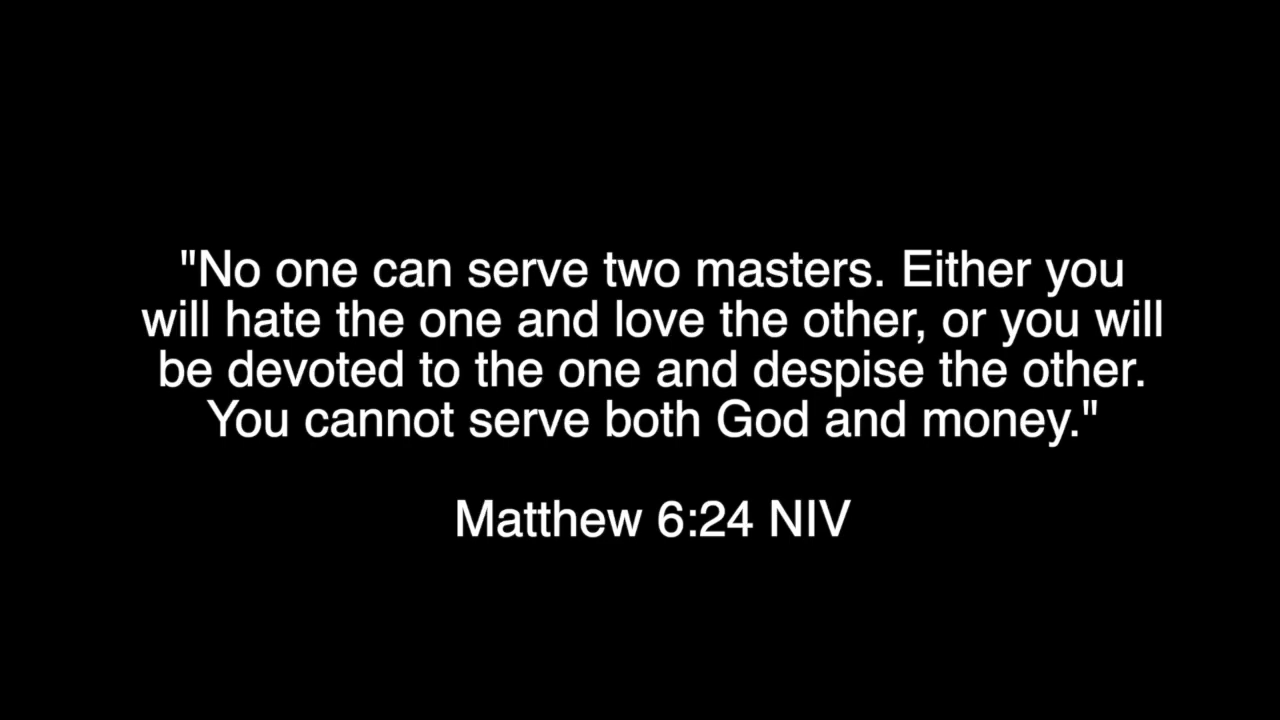 "No one can serve two masters. Either you
will hate the one and love the other, or you will
be devoted to the one and despise the other.
You cannot serve both God and money."
Matthew 6:24 NIV